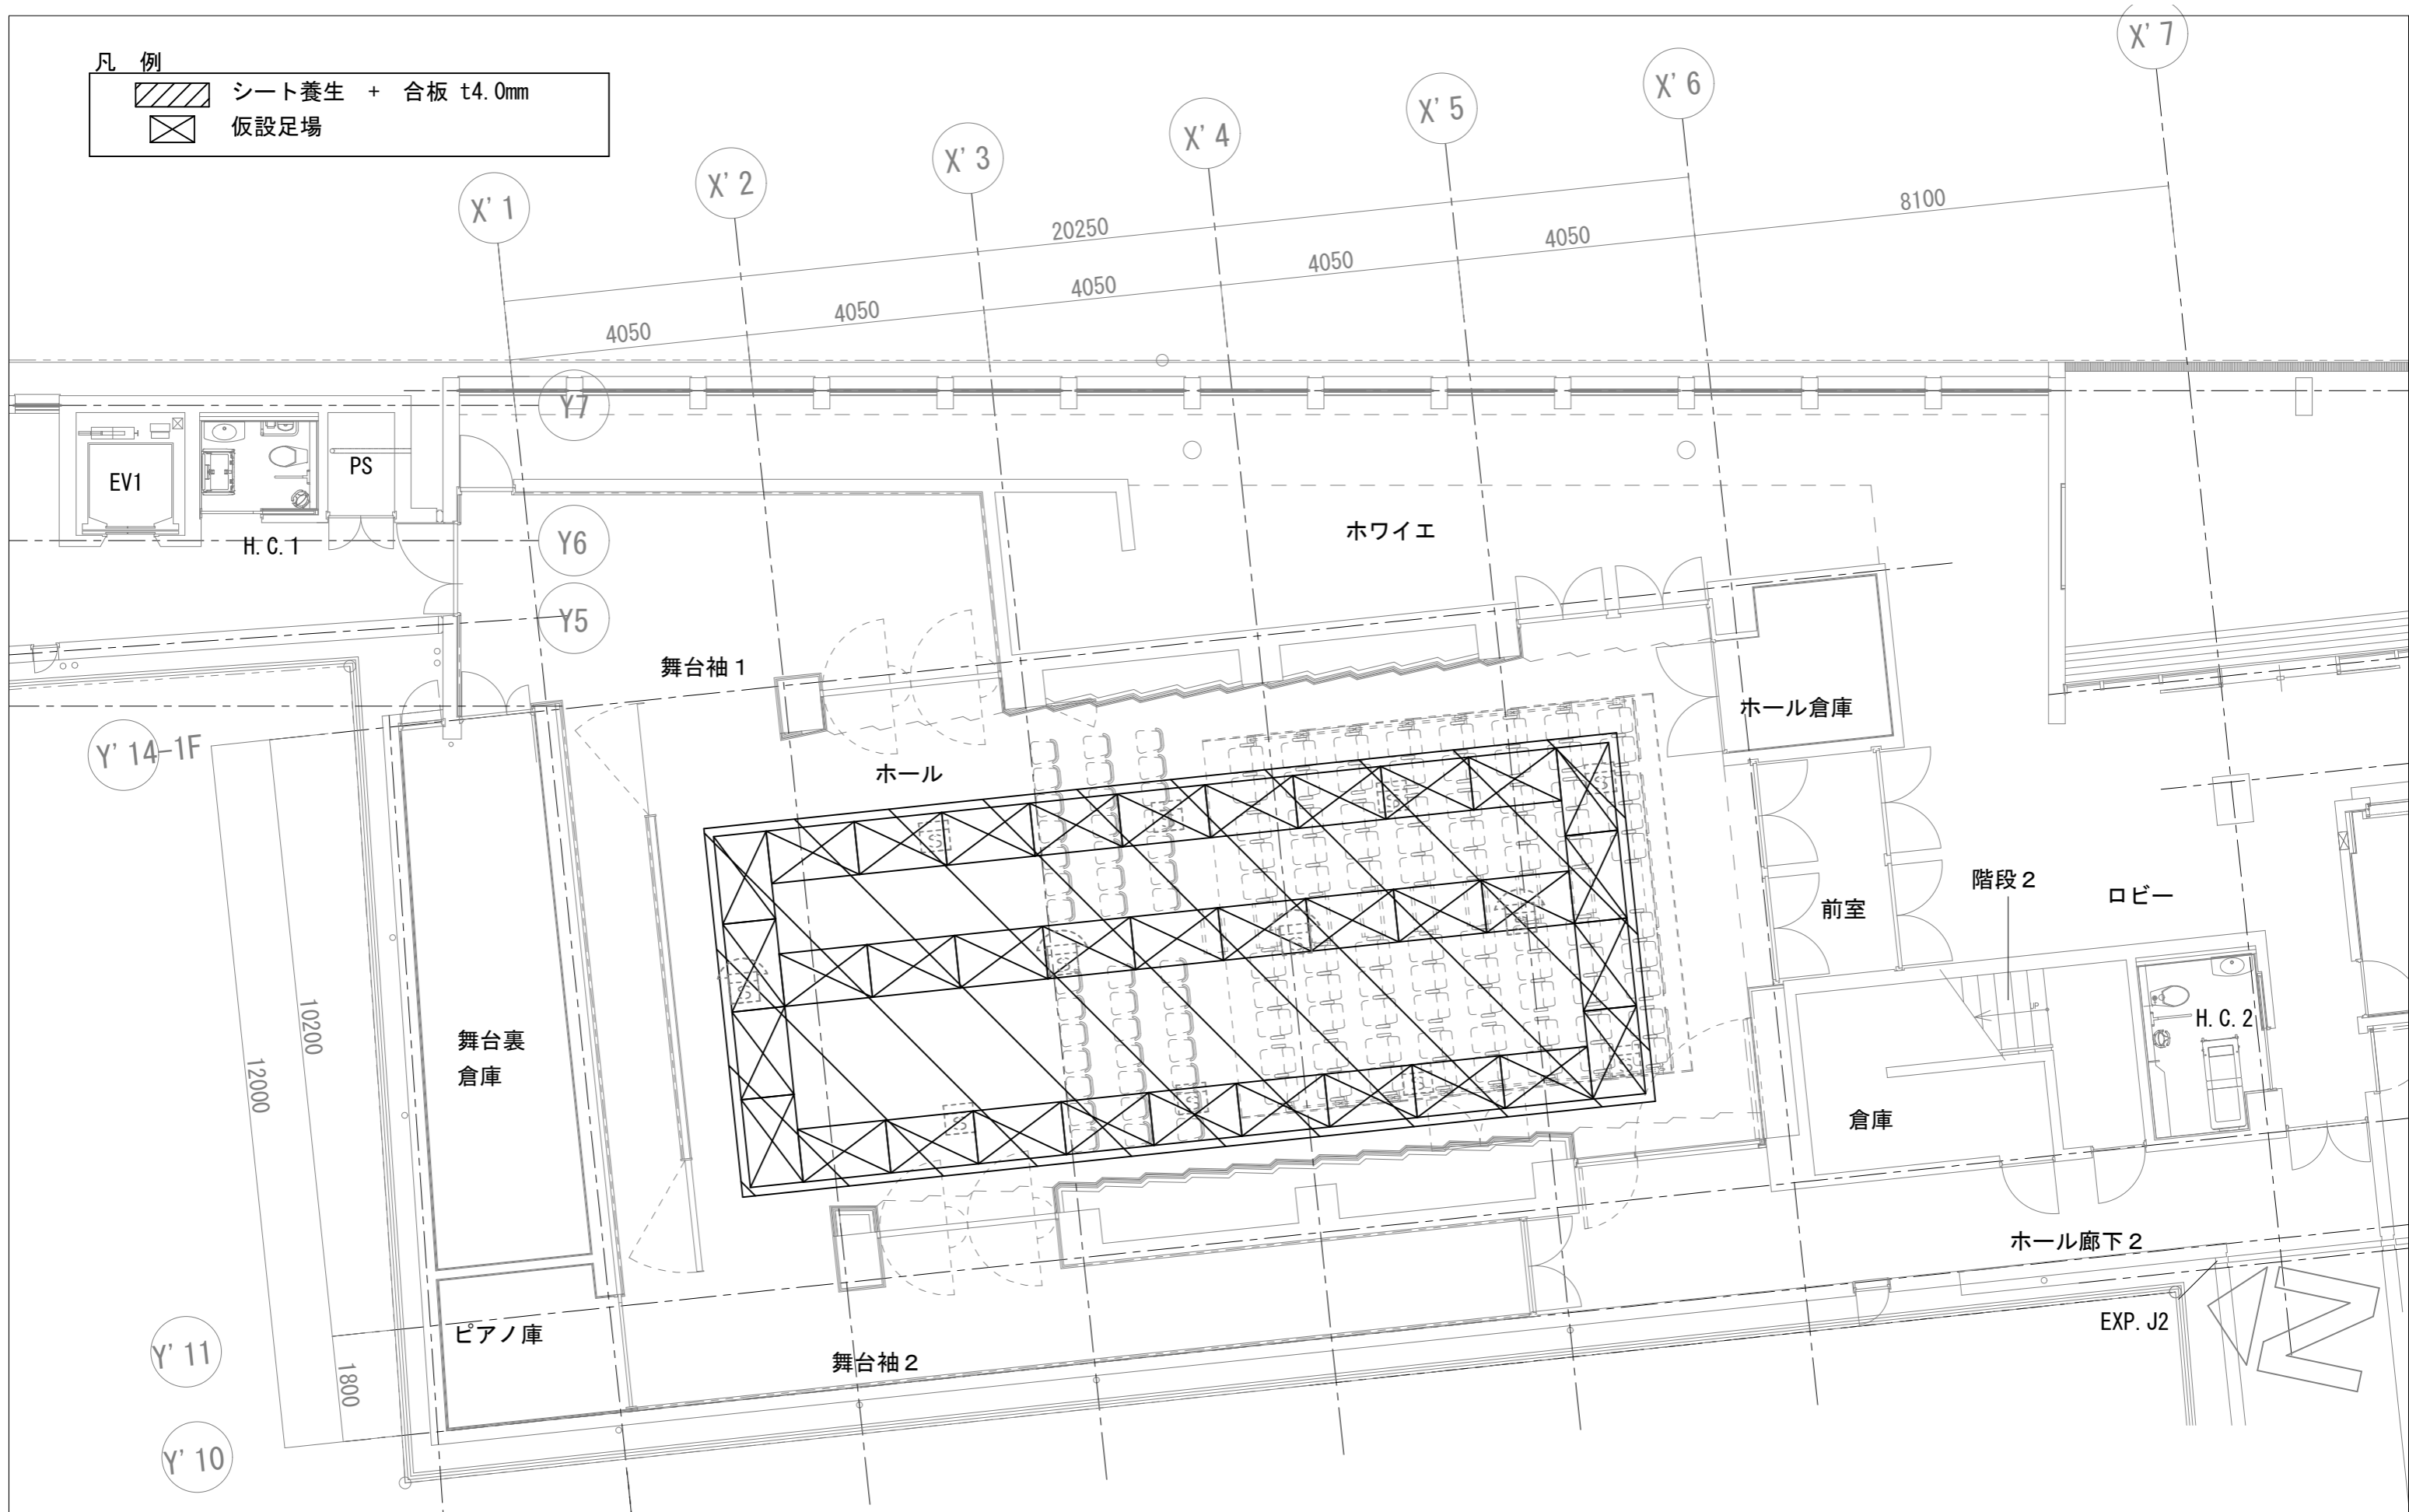 凡 例
シート養生 + 合板 t4.0mm
仮設足場
X' 1
X' 2
X' 3
X' 4
X' 5
X' 6
X' 7
20250
8100
4050
4050
4050
4050
4050
Y7
Y6
Y5
EV1
PS
H.C.1
ホワイエ
舞台袖1
ホール倉庫
Y' 14-1F
ホール
S
S
S
S
S
S
S
S
S
S
S
S
階段2
ロビー
前室
UP
H.C.2
10200
12000
舞台裏
倉庫
倉庫
ホール廊下2
ピアノ庫
舞台袖2
EXP.J2
Y' 11
1800
Y' 10
N